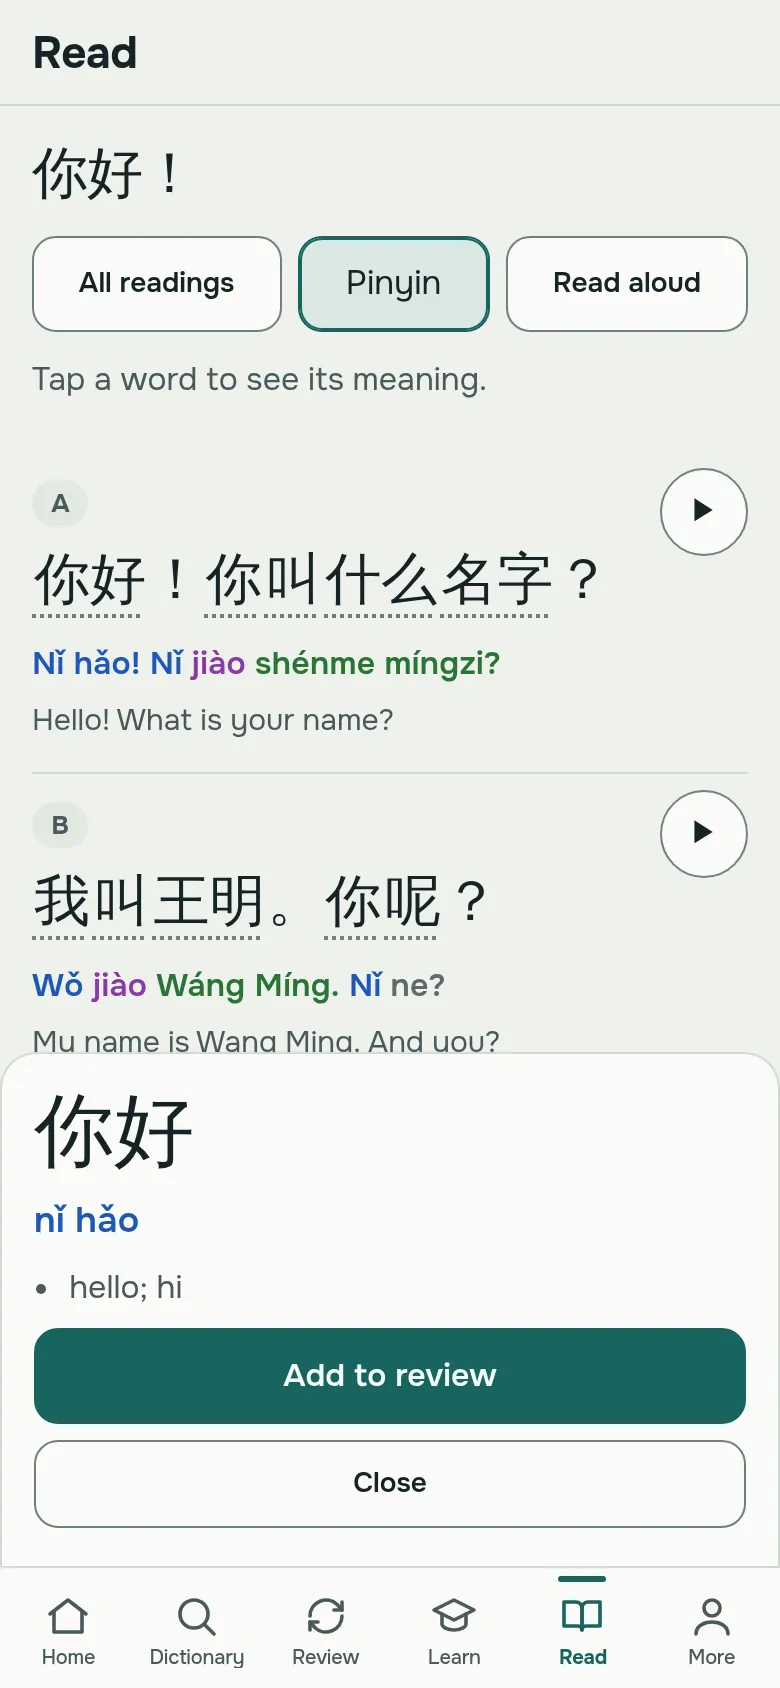 Read
你好！
All readings
Pinyin
Read aloud
Tap a word to see its meaning.
A
你好！你叫什么名字？
Nǐ hǎo! Nǐ jiào shénme míngzi?
Hello! What is your name?
B
我叫王明。你呢？
Wǒ jiào Wáng Míng. Nǐ ne?
My name is Wang Ming. And you?
你好
nǐ hǎo
• hello; hi
Add to review
Close
Home
Dictionary
Review
Learn
Read
More